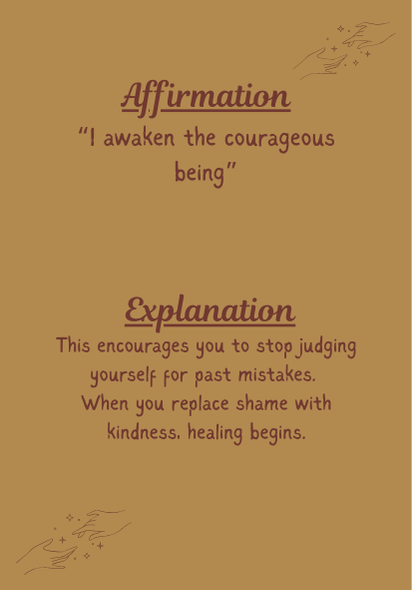 Affirmation
“I awaken the courageous
being”
Explanation
This encourages you to stop judging
yourself for past mistakes.
When you replace shame with
kindness, healing begins.